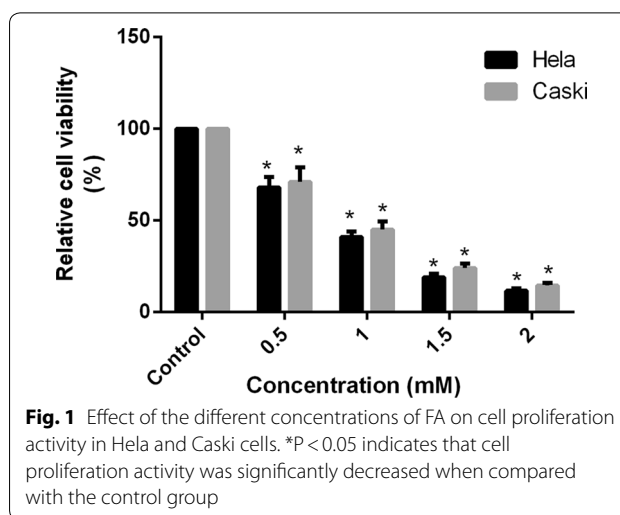 150
100
50
0
Relative cell viability
(%)
Hela
Caski
* *
* *
* *
* *
Control
0.5
1
1.5
2
Concentration (mM)
Fig. 1 Effect of the different concentrations of FA on cell proliferation
activity in Hela and Caski cells. *P < 0.05 indicates that cell
proliferation activity was significantly decreased when compared
with the control group